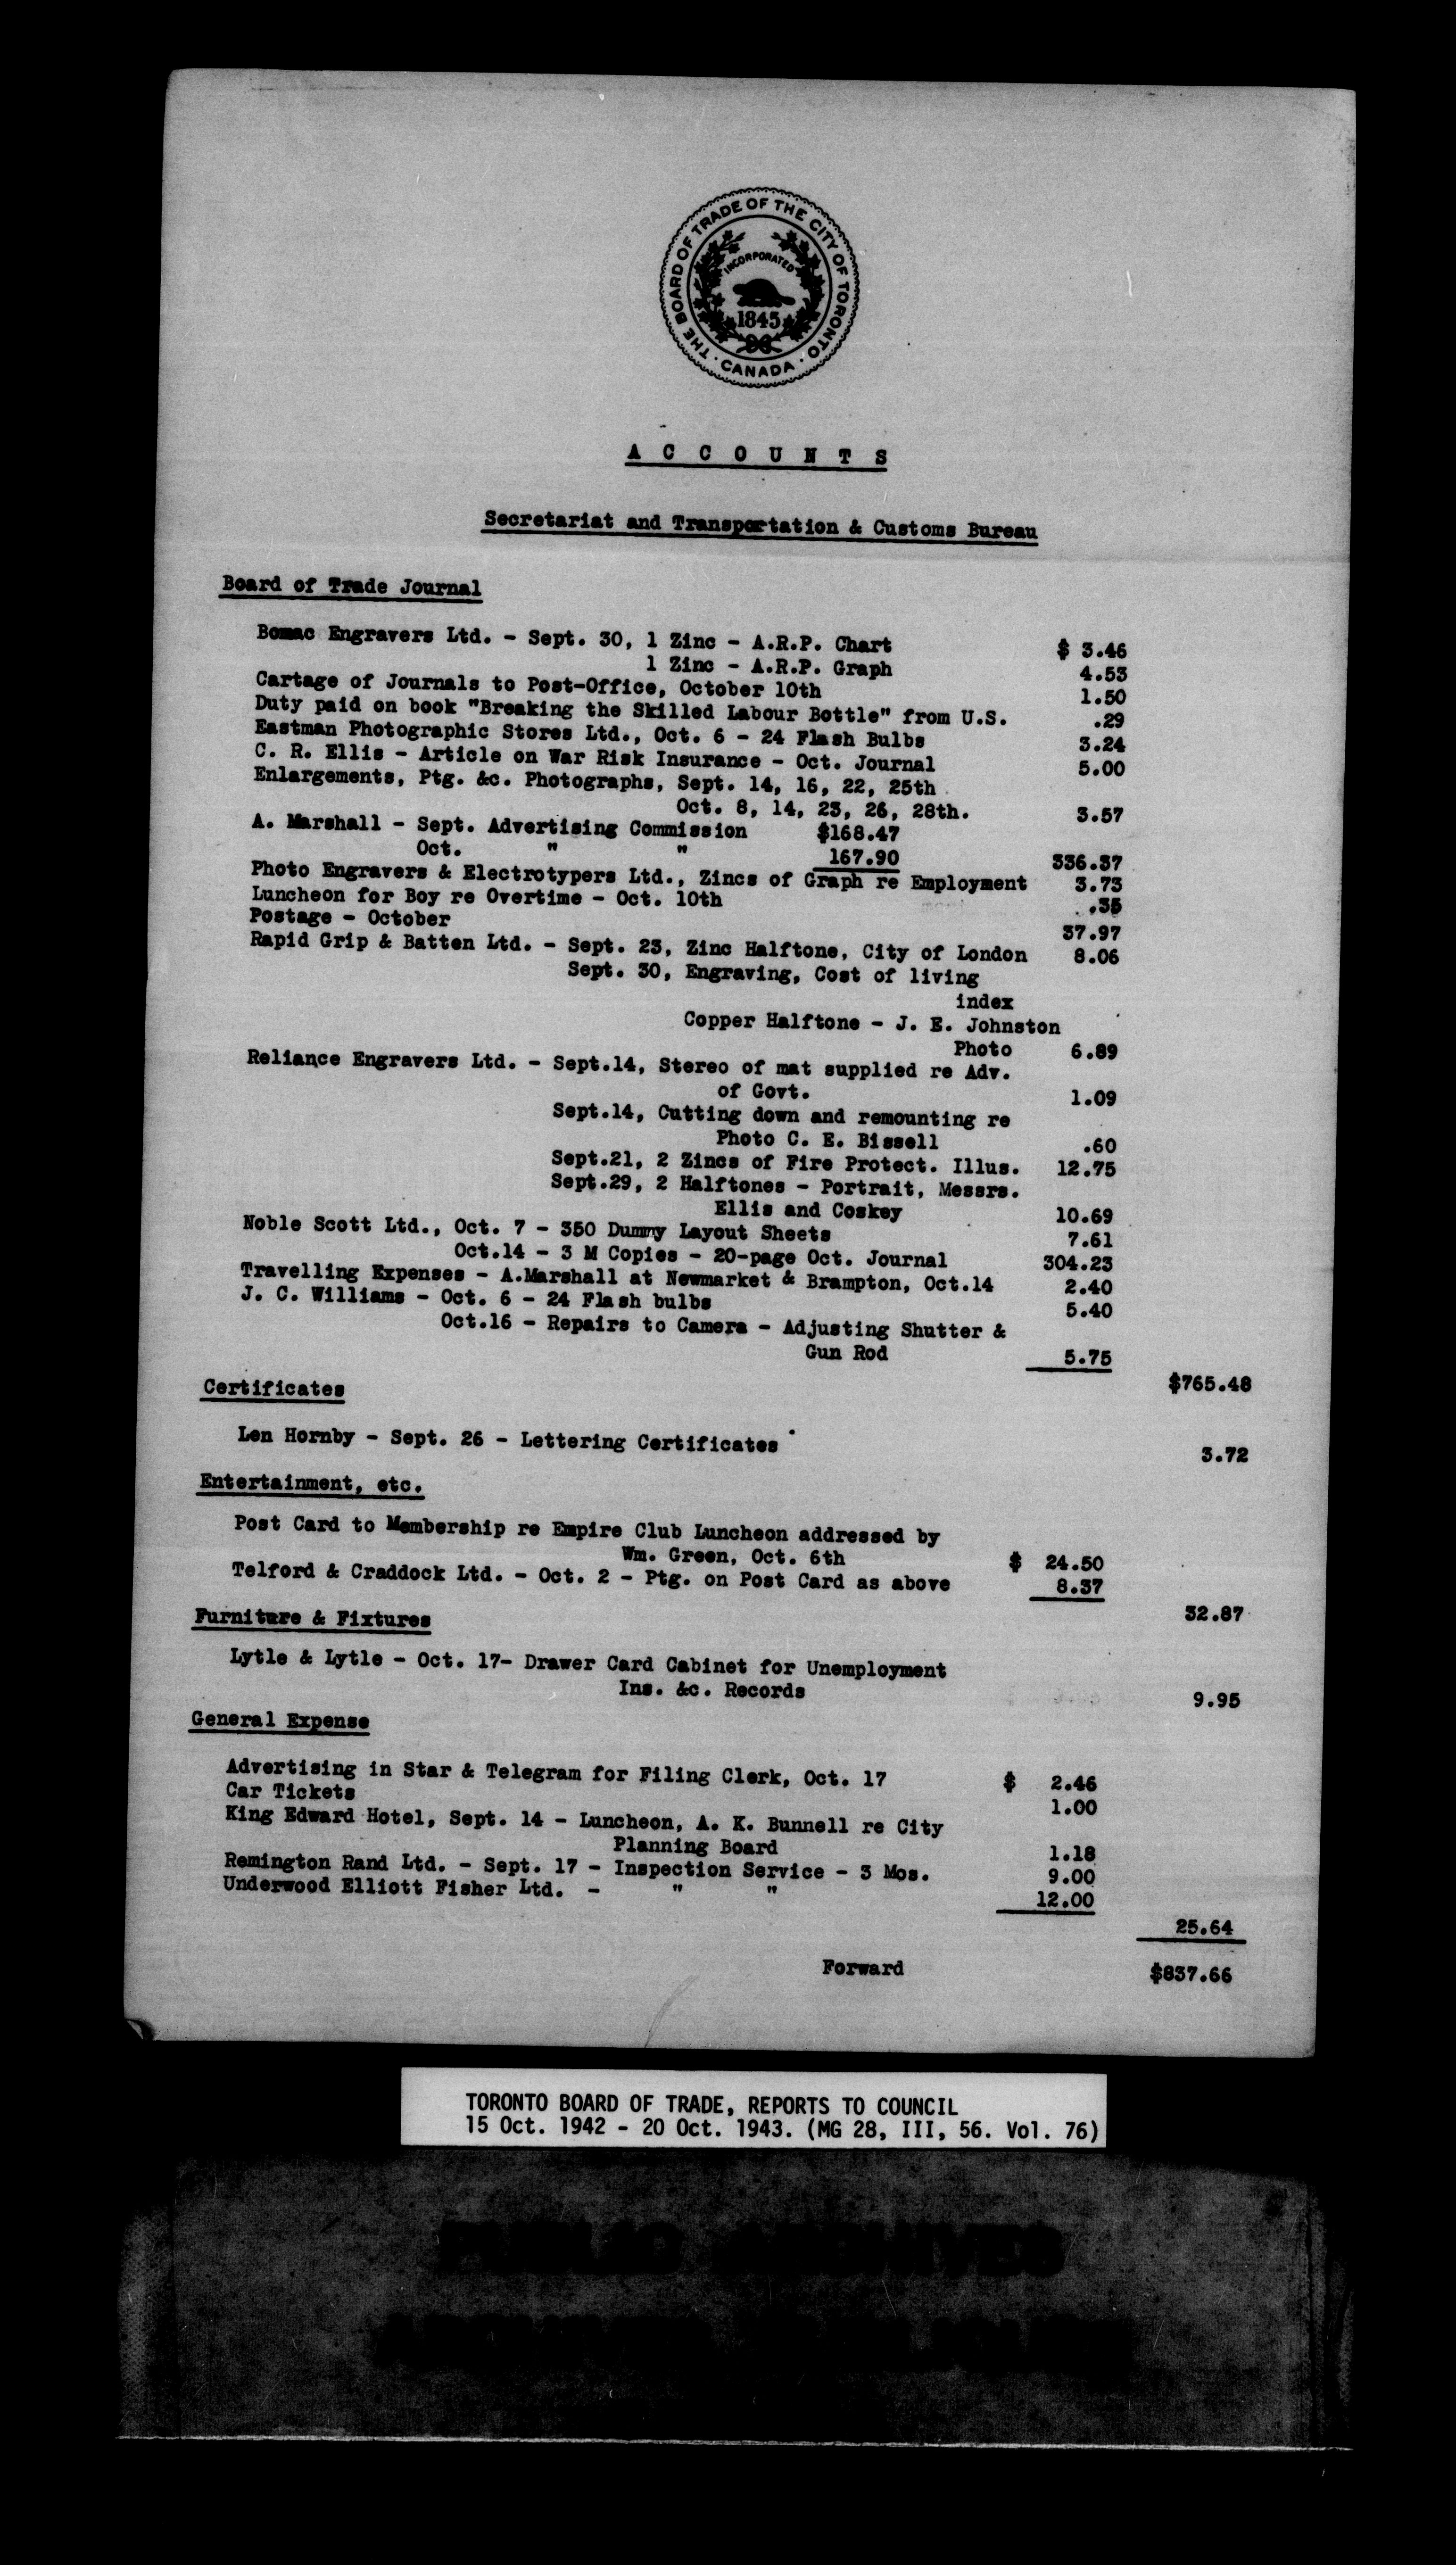 THE BOARD OF TRADE OF THE CITY OF TORONTO
· CANADA ·
INCORPORATED
1845
A C C O U N T S
Secretariat and Transportation & Customs Bureau
Board of Trade Journal
Bomac Engravers Ltd. - Sept. 30, 1 Zinc - A.R.P. Chart $ 3.46
1 Zinc - A.R.P. Graph 4.53
Cartage of Journals to Post-Office, October 10th 1.50
Duty paid on book "Breaking the Skilled Labour Bottle" from U.S. .29
Eastman Photographic Stores Ltd., Oct. 6 - 24 Flash Bulbs 3.24
C. R. Ellis - Article on War Risk Insurance - Oct. Journal 5.00
Enlargements, Ptg. &c. Photographs, Sept. 14, 16, 22, 25th
Oct. 8, 14, 23, 26, 28th. 3.57
A. Marshall - Sept. Advertising Commission $168.47
Oct. " " 167.90 336.37
Photo Engravers & Electrotypers Ltd., Zincs of Graph re Employment 3.73
Luncheon for Boy re Overtime - Oct. 10th .35
Postage - October 37.97
Rapid Grip & Batten Ltd. - Sept. 23, Zinc Halftone, City of London 8.06
Sept. 30, Engraving, Cost of living
index
Copper Halftone - J. E. Johnston
Photo 6.89
Reliance Engravers Ltd. - Sept.14, Stereo of mat supplied re Adv.
of Govt. 1.09
Sept.14, Cutting down and remounting re
Photo C. E. Bissell .60
Sept.21, 2 Zincs of Fire Protect. Illus. 12.75
Sept.29, 2 Halftones - Portrait, Messrs.
Ellis and Coskey 10.69
Noble Scott Ltd., Oct. 7 - 350 Dummy Layout Sheets 7.61
Oct.14 - 3 M Copies - 20-page Oct. Journal 304.23
Travelling Expenses - A.Marshall at Newmarket & Brampton, Oct.14 2.40
J. C. Williams - Oct. 6 - 24 Flash bulbs 5.40
Oct.16 - Repairs to Camera - Adjusting Shutter &
Gun Rod 5.75
$765.48
Certificates
Len Hornby - Sept. 26 - Lettering Certificates 3.72
Entertainment, etc.
Post Card to Membership re Empire Club Luncheon addressed by
Wm. Green, Oct. 6th $ 24.50
Telford & Craddock Ltd. - Oct. 2 - Ptg. on Post Card as above 8.37
32.87
Furniture & Fixtures
Lytle & Lytle - Oct. 17- Drawer Card Cabinet for Unemployment
Ins. &c. Records 9.95
General Expense
Advertising in Star & Telegram for Filing Clerk, Oct. 17 $ 2.46
Car Tickets 1.00
King Edward Hotel, Sept. 14 - Luncheon, A. K. Bunnell re City
Planning Board 1.18
Remington Rand Ltd. - Sept. 17 - Inspection Service - 3 Mos. 9.00
Underwood Elliott Fisher Ltd. - " " 12.00
25.64
Forward $837.66
TORONTO BOARD OF TRADE, REPORTS TO COUNCIL
15 Oct. 1942 - 20 Oct. 1943. (MG 28, III, 56. Vol. 76)
PUBLIC ARCHIVES